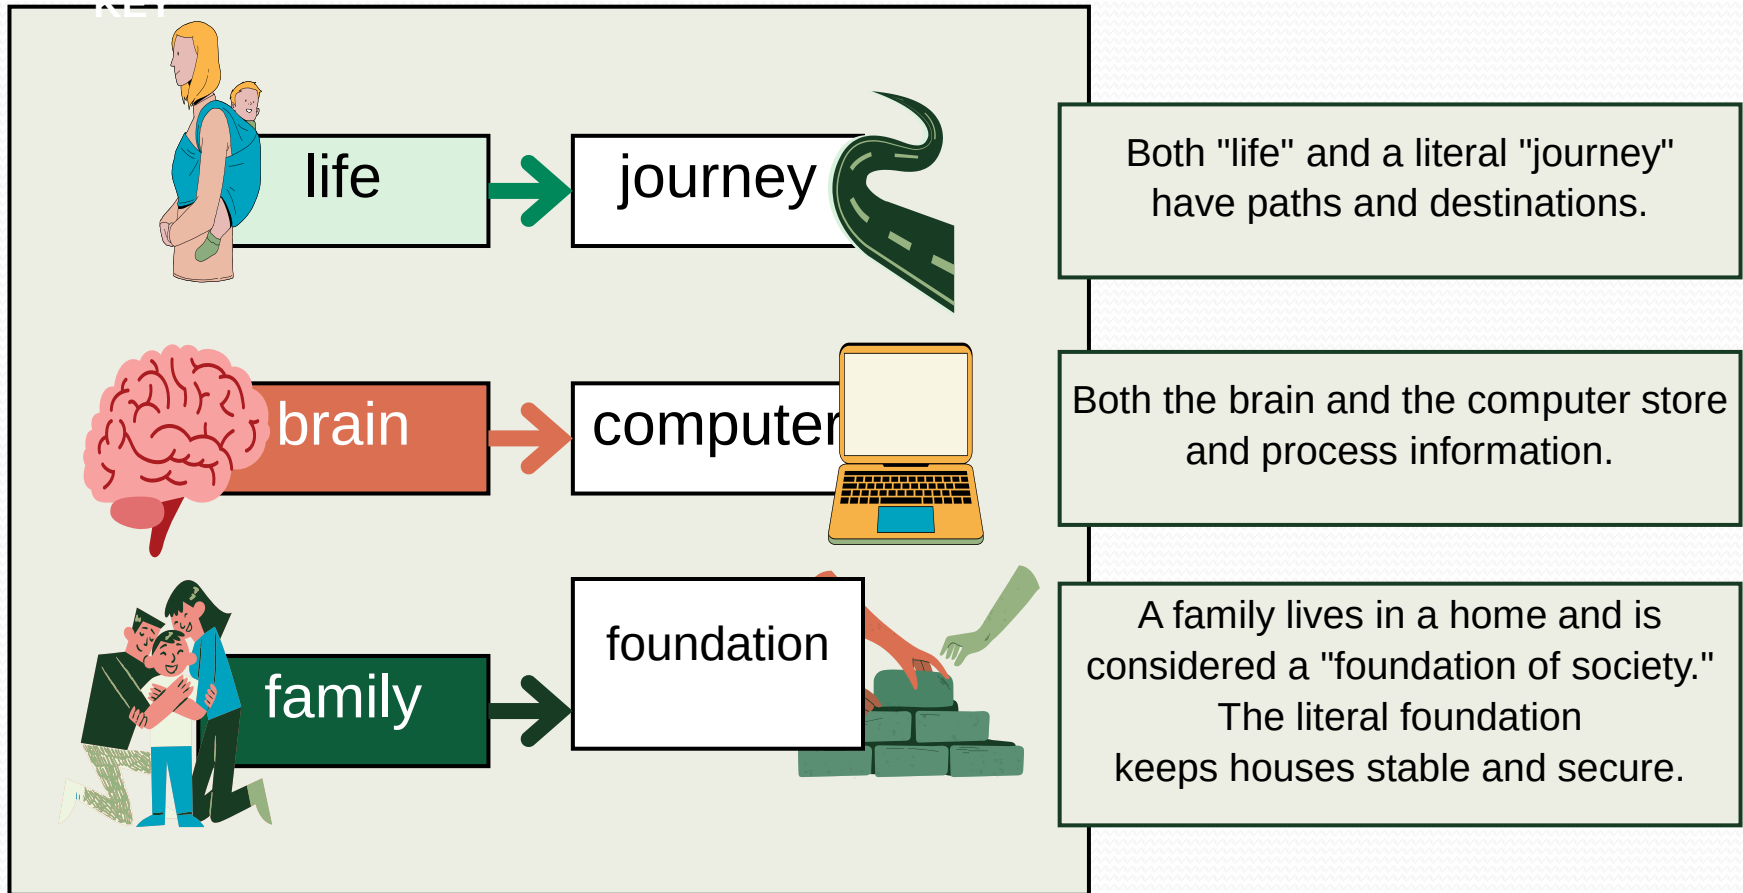 KEY
life
journey
Both "life" and a literal "journey"
have paths and destinations.
brain
computer
Both the brain and the computer store
and process information.
family
foundation
A family lives in a home and is
considered a "foundation of society."
The literal foundation
keeps houses stable and secure.